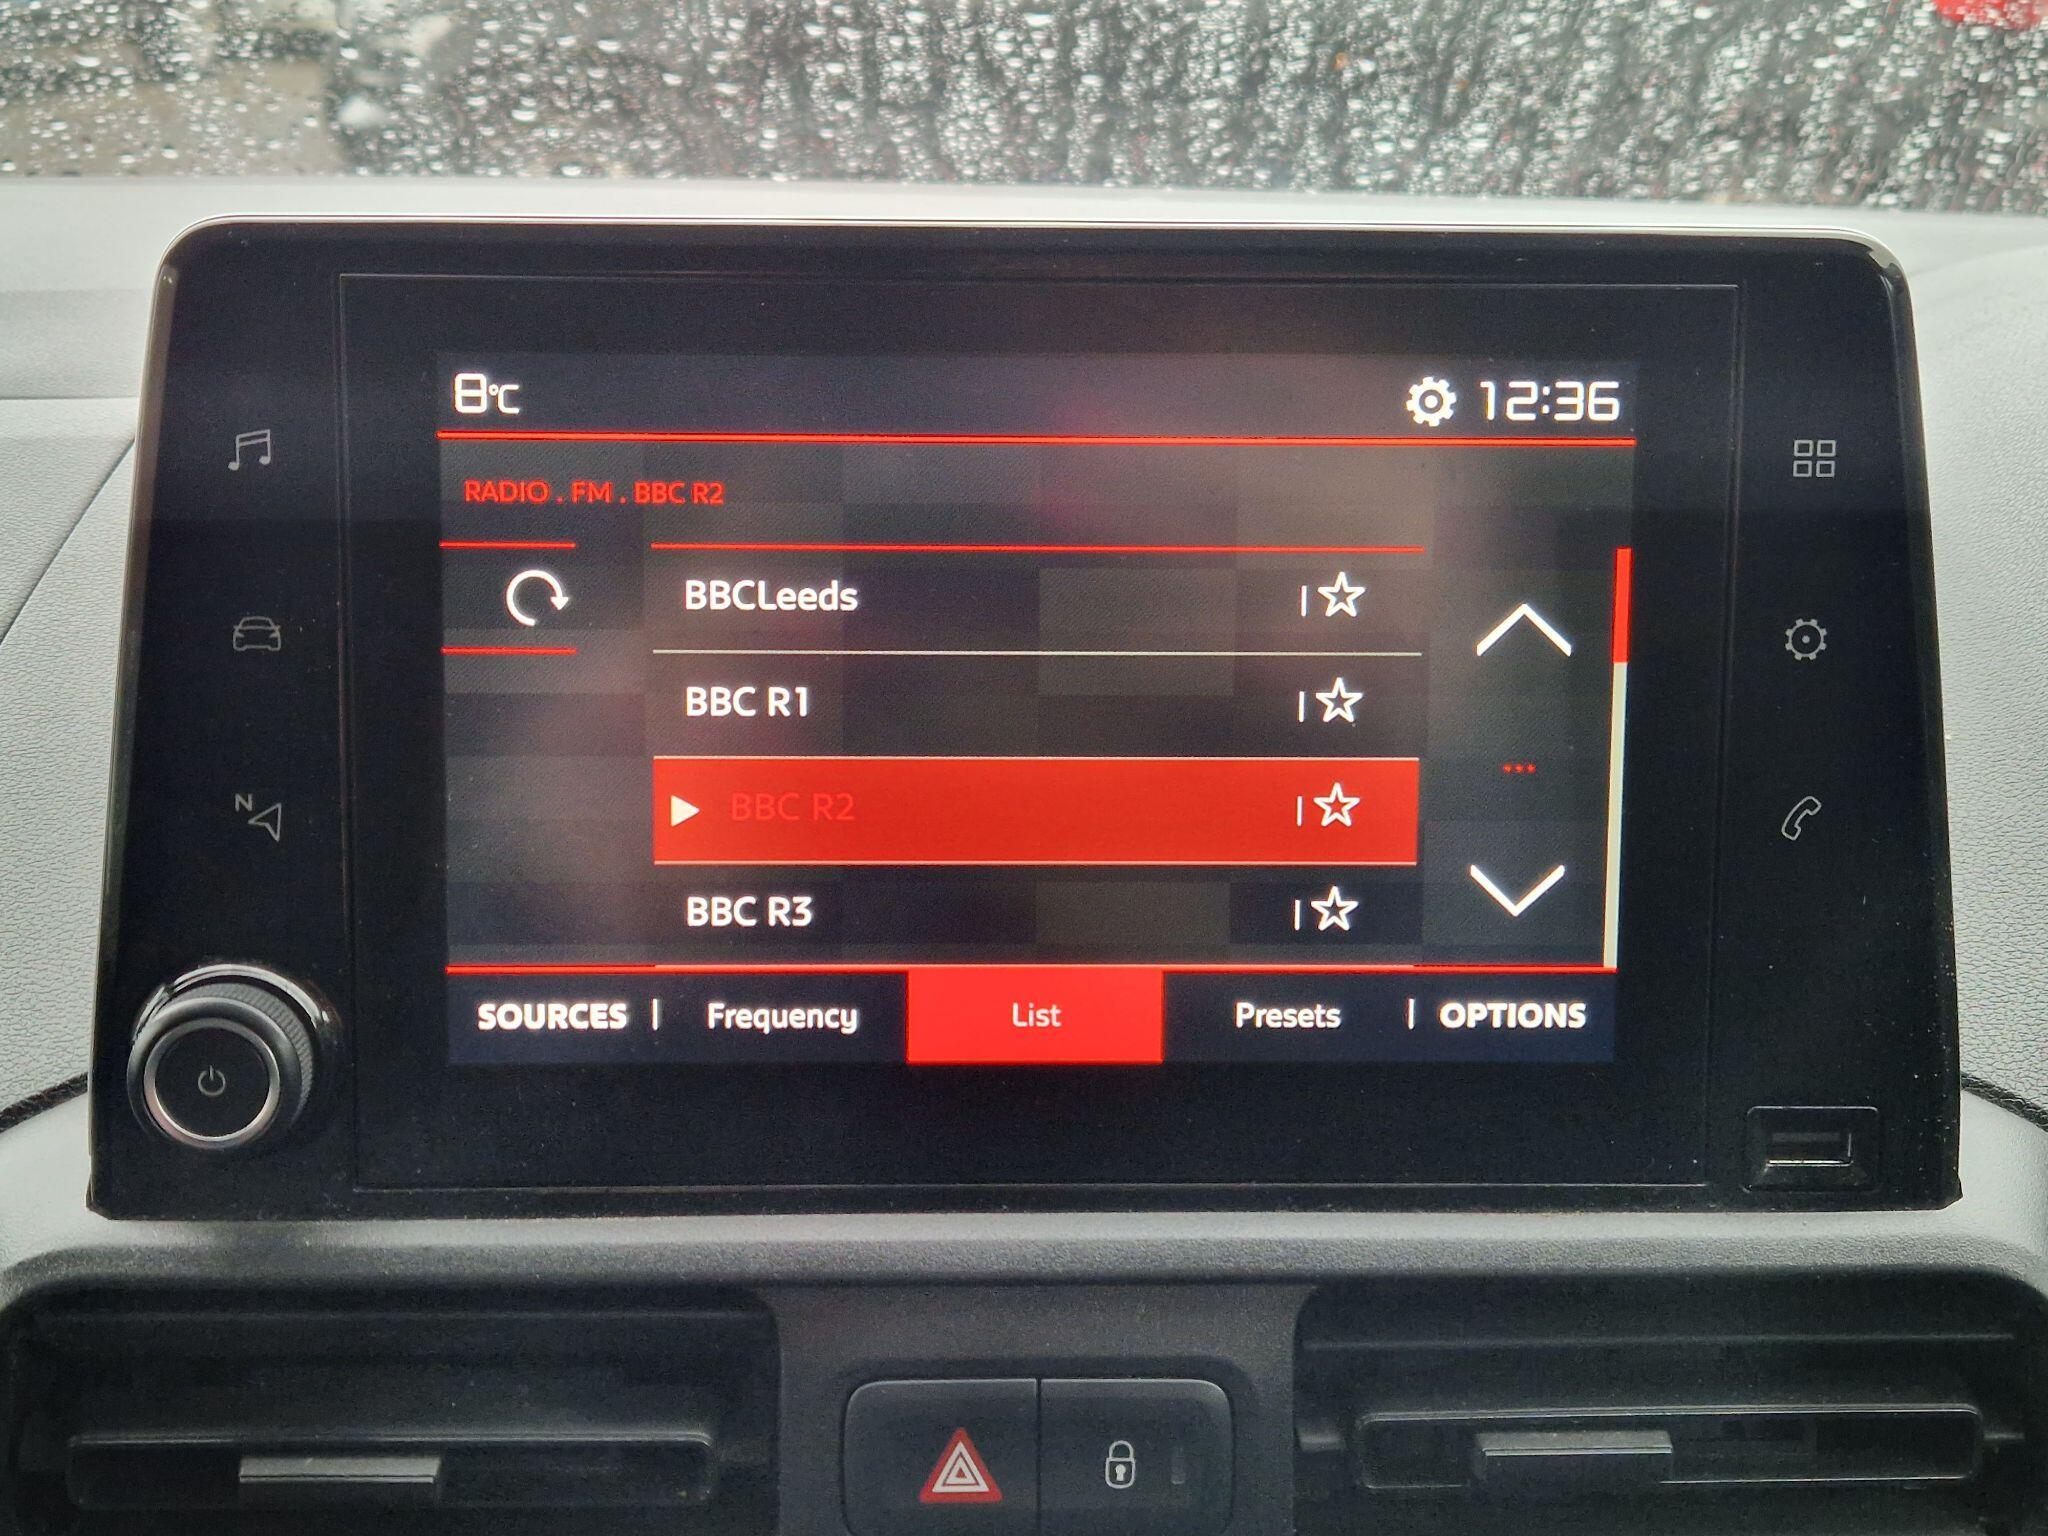 8°C 12:36
RADIO . FM . BBC R2
BBCLeeds
BBC R1
BBC R2
BBC R3
N
SOURCES Frequency List Presets OPTIONS